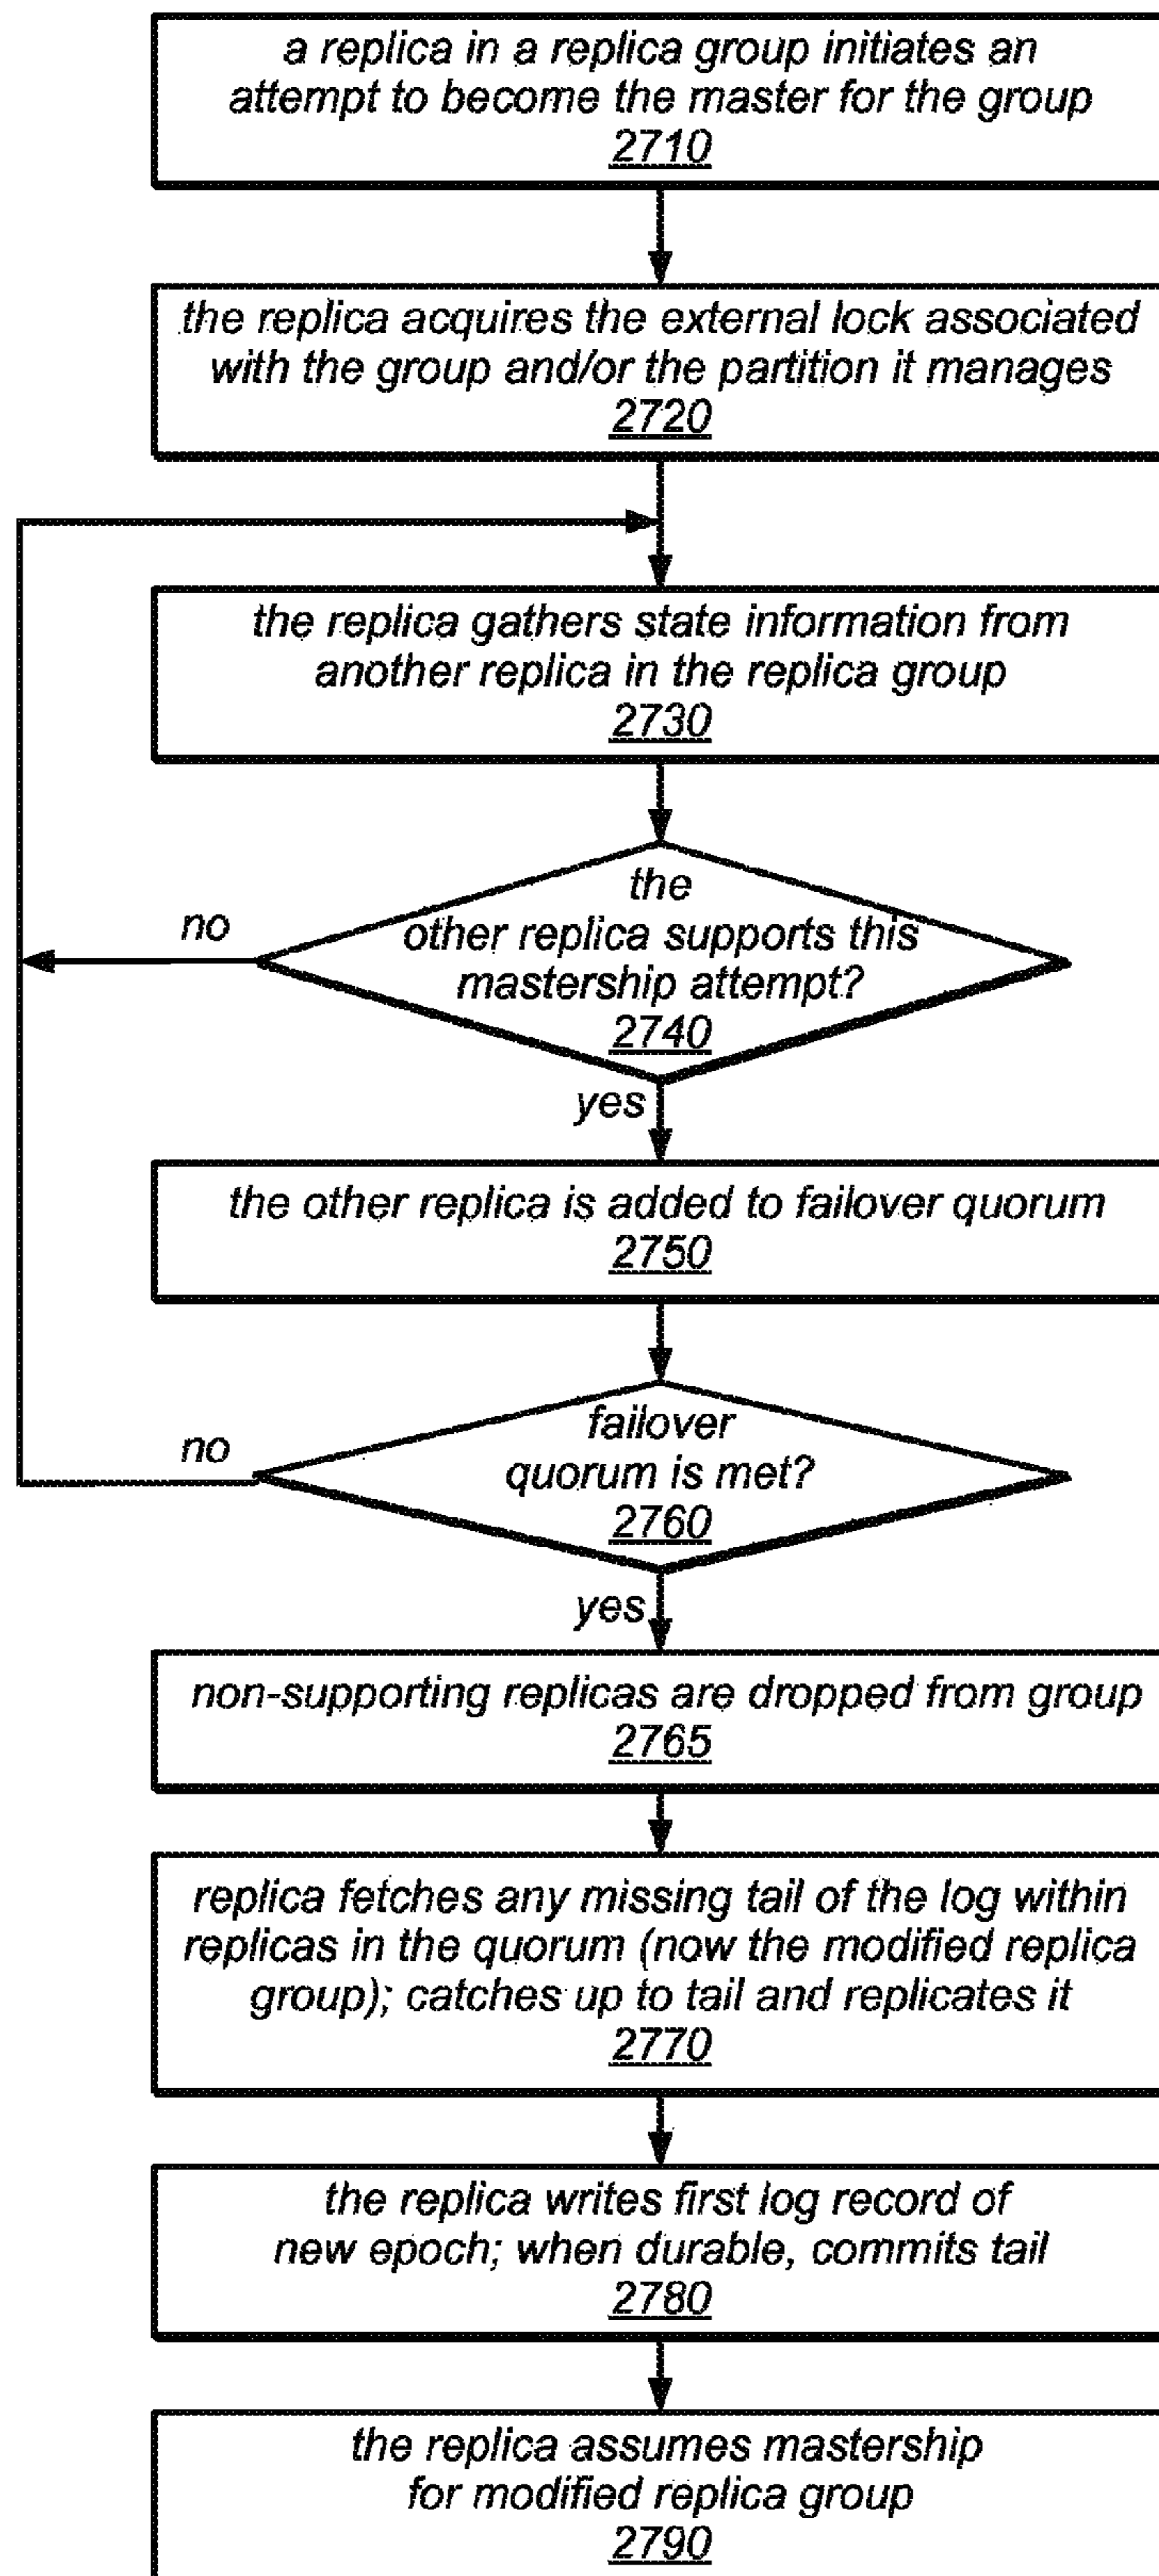 a replica in a replica group initiates an
attempt to become the master for the group
2710
the replica acquires the external lock associated
with the group and/or the partition it manages
2720
the replica gathers state information from
another replica in the replica group
2730
the
other replica supports this
mastership attempt?
2740
no
yes
the other replica is added to failover quorum
2750
failover
quorum is met?
2760
no
yes
non-supporting replicas are dropped from group
2765
replica fetches any missing tail of the log within
replicas in the quorum (now the modified replica
group); catches up to tail and replicates it
2770
the replica writes first log record of
new epoch; when durable, commits tail
2780
the replica assumes mastership
for modified replica group
2790